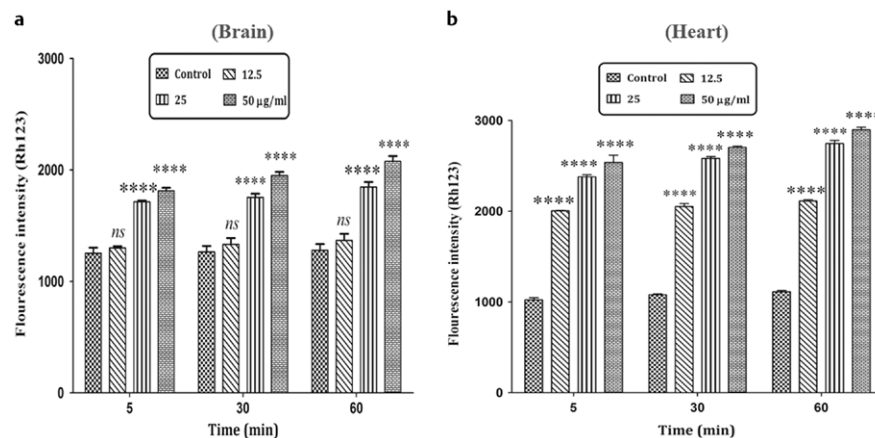 a
(Brain)
Control
12.5
25
50 μg/ml
Flourescence intensity (Rh123)
3000
2000
1000
0
ns
****
****
ns
****
****
ns
****
****
5
30
60
Time (min)
b
(Heart)
Control
12.5
25
50 μg/ml
Flourescence intensity (Rh123)
3000
2000
1000
0
****
****
****
****
****
****
****
****
****
5
30
60
Time (min)